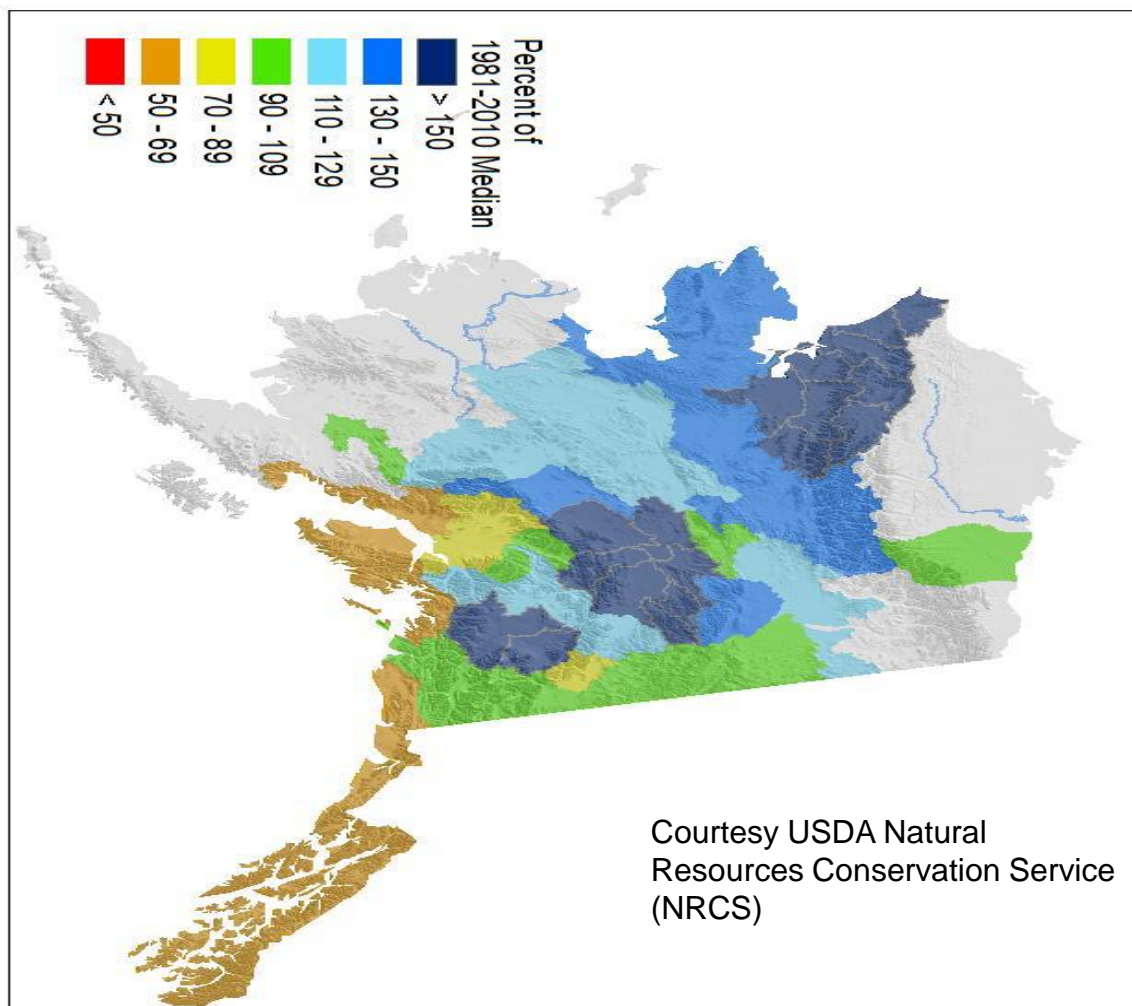 Percent of
1981-2010 Median
> 150
130 - 150
110 - 129
90 - 109
70 - 89
50 - 69
< 50
Courtesy USDA Natural
Resources Conservation Service
(NRCS)